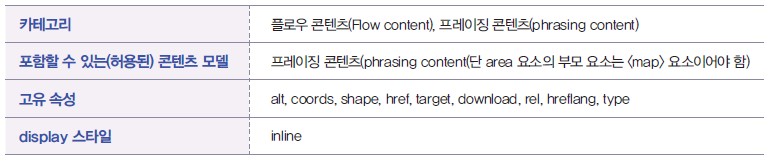 카테고리 플로우 콘텐츠(Flow content), 프레이징 콘텐츠(phrasing content)
포함할 수 있는(허용된) 콘텐츠 모델 프레이징 콘텐츠(phrasing content(단 area 요소의 부모 요소는 〈map〉 요소이어야 함)
고유 속성 alt, coords, shape, href, target, download, rel, hreflang, type
display 스타일 inline